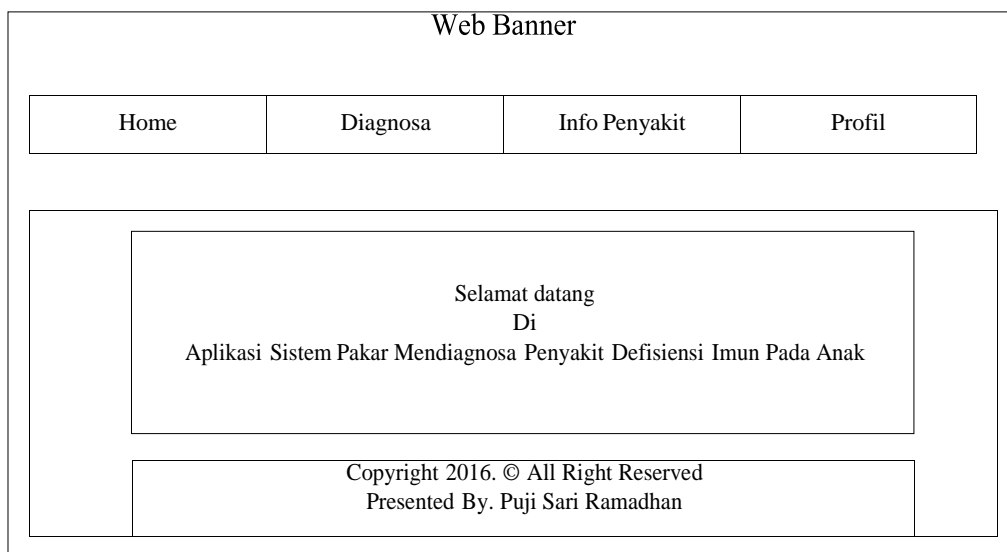 Web Banner
Home Diagnosa Info Penyakit Profil
Selamat datang
Di
Aplikasi Sistem Pakar Mendiagnosa Penyakit Defisiensi Imun Pada Anak
Copyright 2016. © All Right Reserved
Presented By. Puji Sari Ramadhan